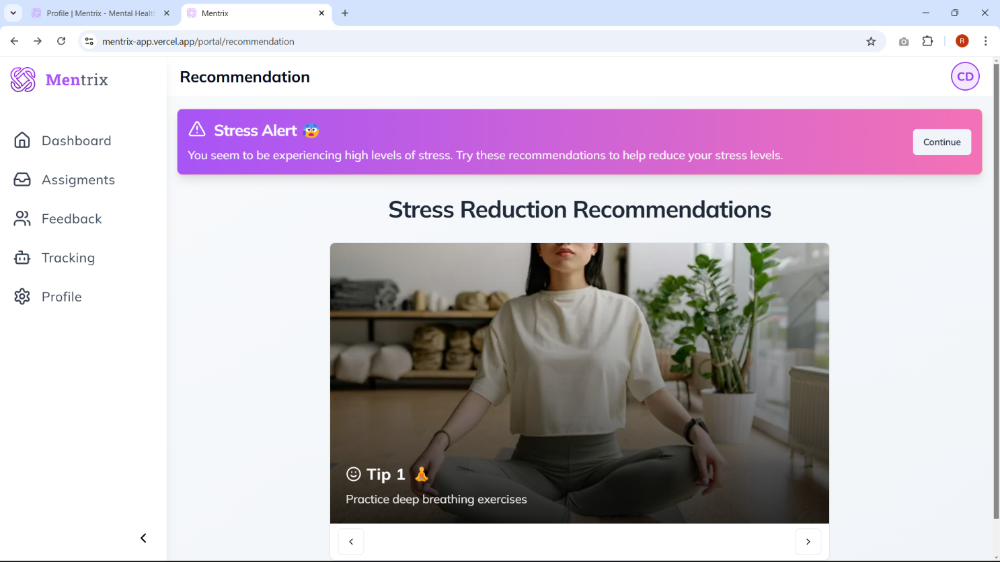 Profile | Mentrix - Mental Healt
Mentrix
mentrix-app.vercel.app/portal/recommendation
R
Mentrix
Recommendation
CD
Dashboard
Assigments
Feedback
Tracking
Profile
Stress Alert 😰
You seem to be experiencing high levels of stress. Try these recommendations to help reduce your stress levels.
Continue
Stress Reduction Recommendations
Tip 1 🧘
Practice deep breathing exercises